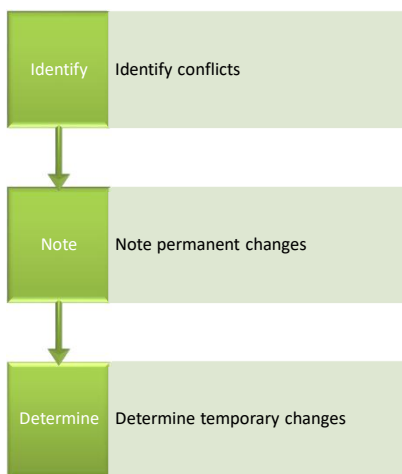 Identify
Identify conflicts
Note
Note permanent changes
Determine
Determine temporary changes